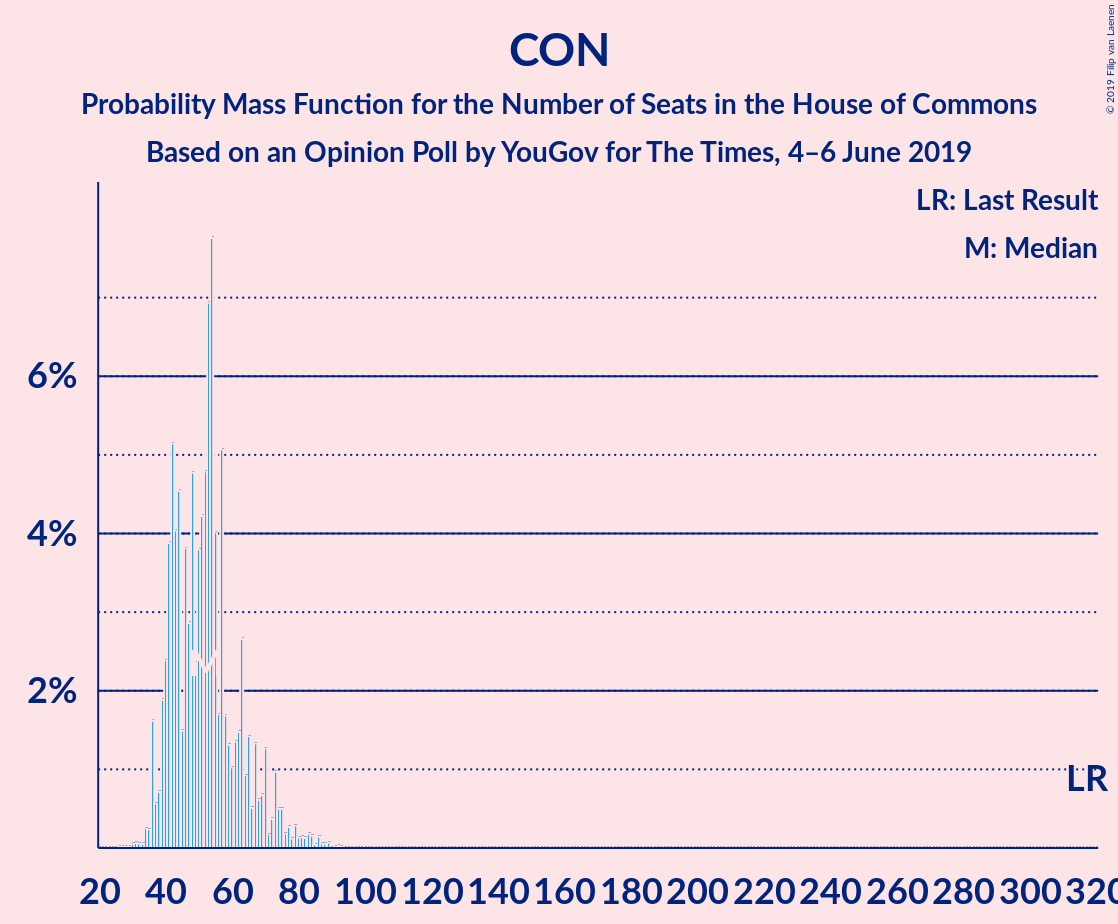 CON
Probability Mass Function for the Number of Seats in the House of Commons
Based on an Opinion Poll by YouGov for The Times, 4–6 June 2019
© 2019 Filip van Laenen
LR: Last Result
M: Median
6%
4%
2%
M
LR
20 40 60 80 100 120 140 160 180 200 220 240 260 280 300 320